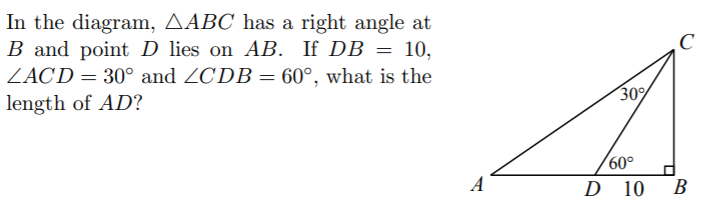 In the diagram, △ABC has a right angle at
B and point D lies on AB. If DB = 10,
∠ACD = 30° and ∠CDB = 60°, what is the
length of AD?
C
30°
60°
A
D 10 B